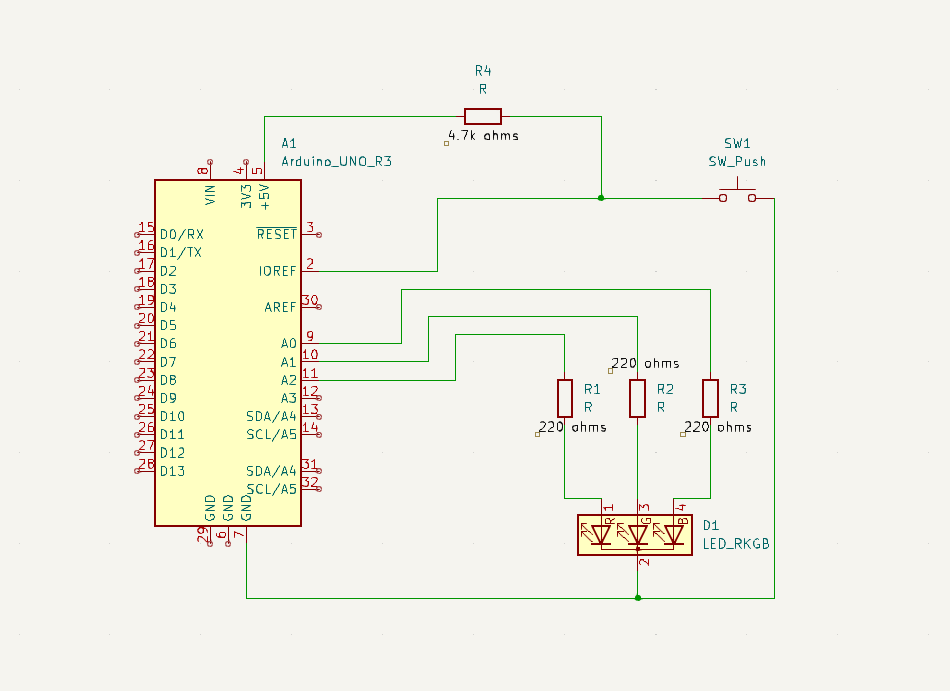 R4
R
4.7k ohms
A1
Arduino_UNO_R3
SW1
SW_Push
8
4
5
VIN
3V3
+5V
15
D0/RX
RESET
3
16
D1/TX
17
D2
IOREF
2
18
D3
19
D4
AREF
30
20
D5
21
D6
A0
9
22
D7
A1
10
23
D8
A2
11
24
D9
A3
12
25
D10
SDA/A4
13
26
D11
SCL/A5
14
27
D12
28
D13
SDA/A4
31
SCL/A5
32
GND
GND
GND
29
6
7
220 ohms
R1
R
R2
R
R3
R
220 ohms
220 ohms
1
3
4
R
G
B
D1
LED_RKGB
2